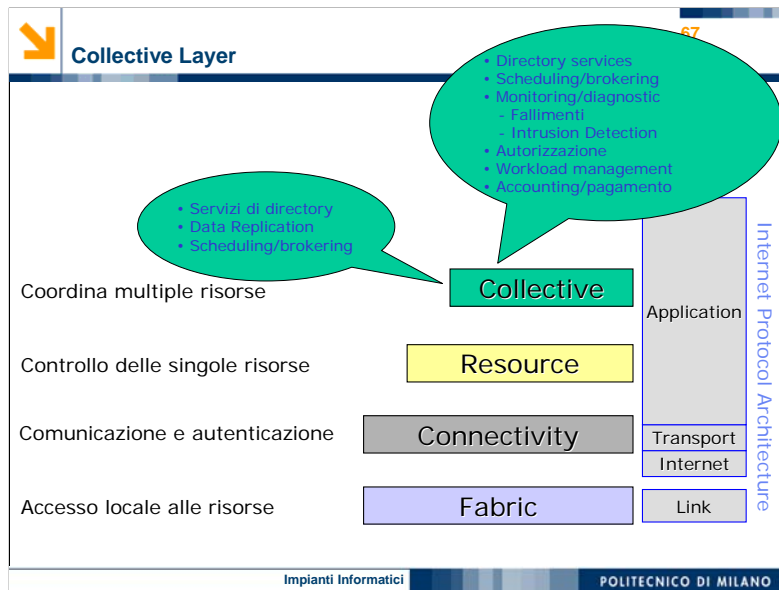 67
Collective Layer
• Directory services
• Scheduling/brokering
• Monitoring/diagnostic
- Fallimenti
- Intrusion Detection
• Autorizzazione
• Workload management
• Accounting/pagamento
• Servizi di directory
• Data Replication
• Scheduling/brokering
Coordina multiple risorse
Collective
Application
Controllo delle singole risorse
Resource
Comunicazione e autenticazione
Connectivity
Transport
Internet
Accesso locale alle risorse
Fabric
Link
Internet Protocol Architecture
Impianti Informatici
POLITECNICO DI MILANO